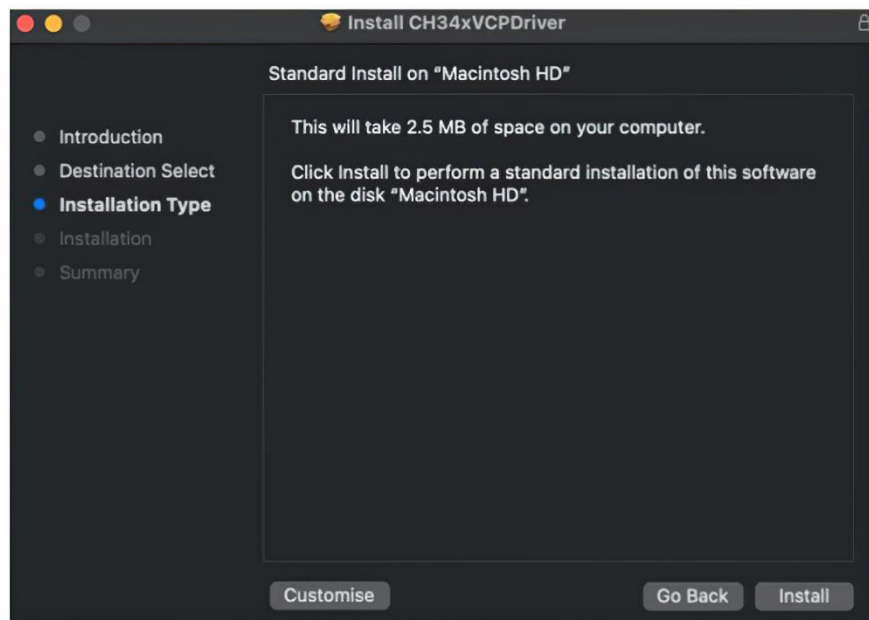 Install CH34xVCPDriver
Standard Install on "Macintosh HD"
Introduction
Destination Select
Installation Type
Installation
Summary
This will take 2.5 MB of space on your computer.
Click Install to perform a standard installation of this software
on the disk "Macintosh HD".
Customise
Go Back
Install